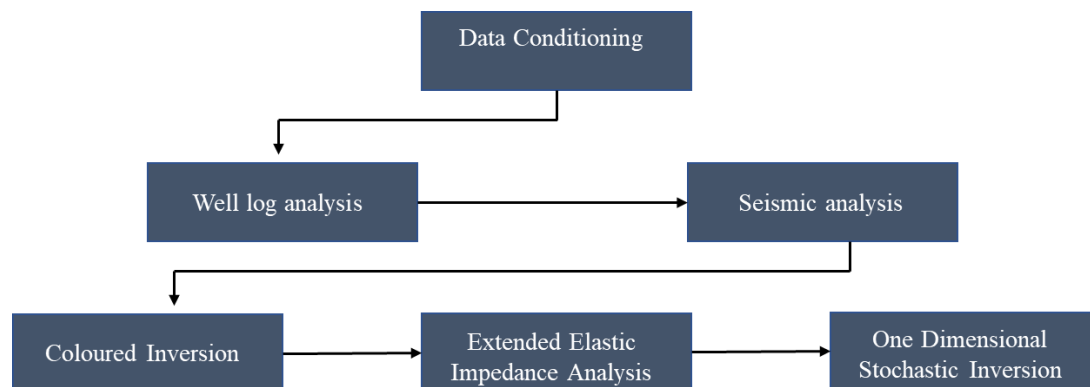 Data Conditioning
Well log analysis
Seismic analysis
Coloured Inversion
Extended Elastic
Impedance Analysis
One Dimensional
Stochastic Inversion